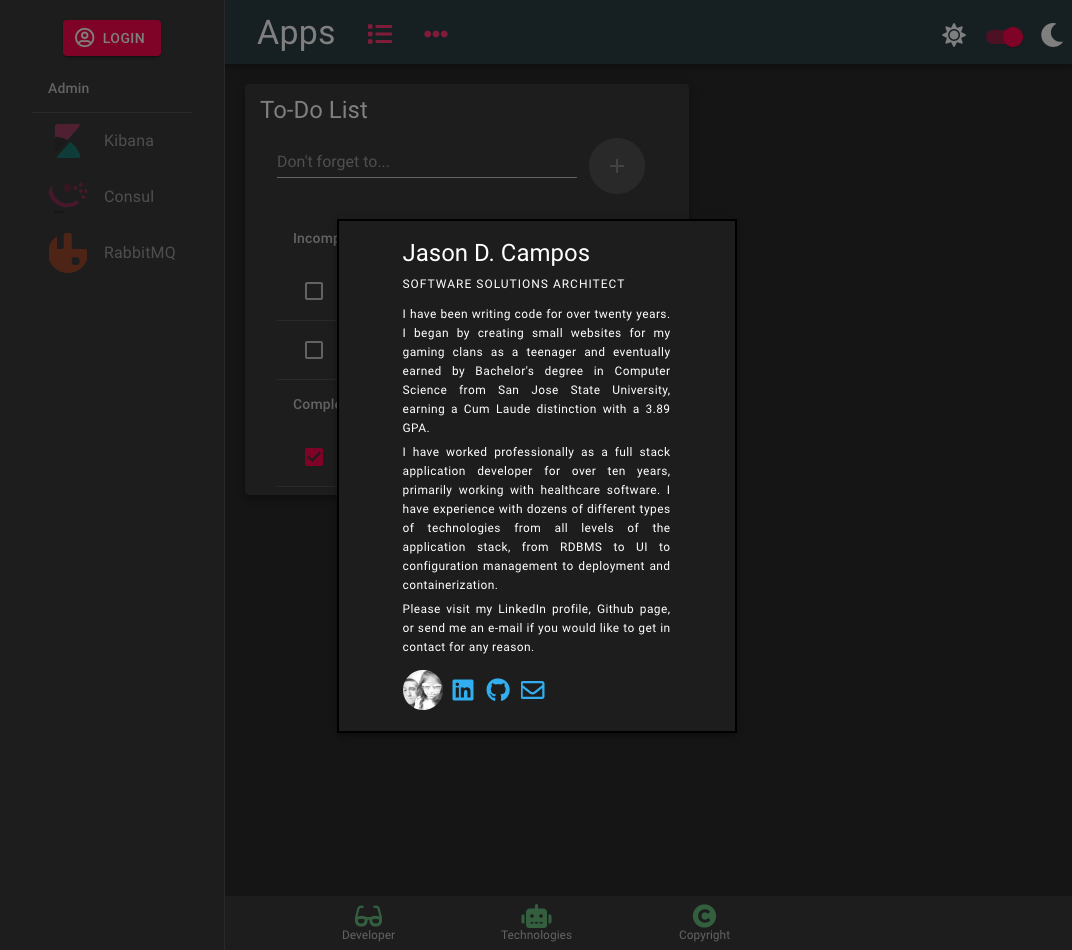 LOGIN
Apps
Admin
Kibana
Consul
RabbitMQ
To-Do List
Don't forget to...
+
Jason D. Campos
SOFTWARE SOLUTIONS ARCHITECT
I have been writing code for over twenty years.
I began by creating small websites for my
gaming clans as a teenager and eventually
earned by Bachelor's degree in Computer
Science from San Jose State University,
earning a Cum Laude distinction with a 3.89
GPA.
I have worked professionally as a full stack
application developer for over ten years,
primarily working with healthcare software. I
have experience with dozens of different types
of technologies from all levels of the
application stack, from RDBMS to UI to
configuration management to deployment and
containerization.
Please visit my LinkedIn profile, Github page,
or send me an e-mail if you would like to get in
contact for any reason.
Developer
Technologies
Copyright